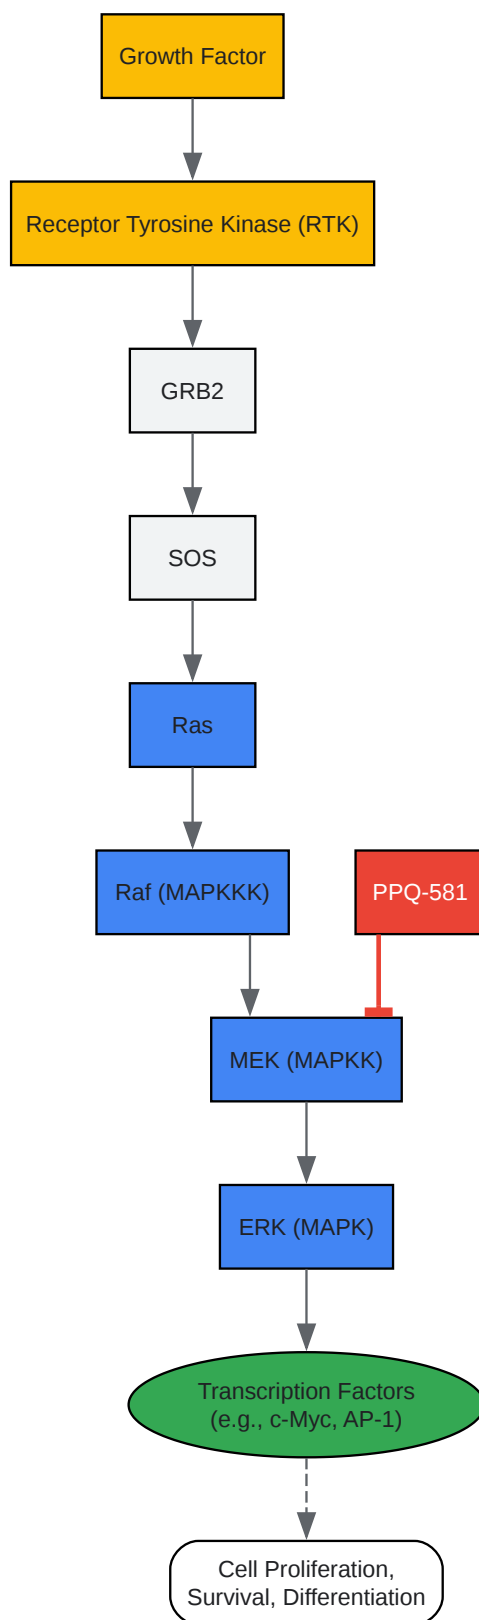 Growth Factor
Receptor Tyrosine Kinase (RTK)
GRB2
SOS
Ras
Raf (MAPKKK)
PPQ-581
MEK (MAPKK)
ERK (MAPK)
Transcription Factors
(e.g., c-Myc, AP-1)
Cell Proliferation,
Survival, Differentiation